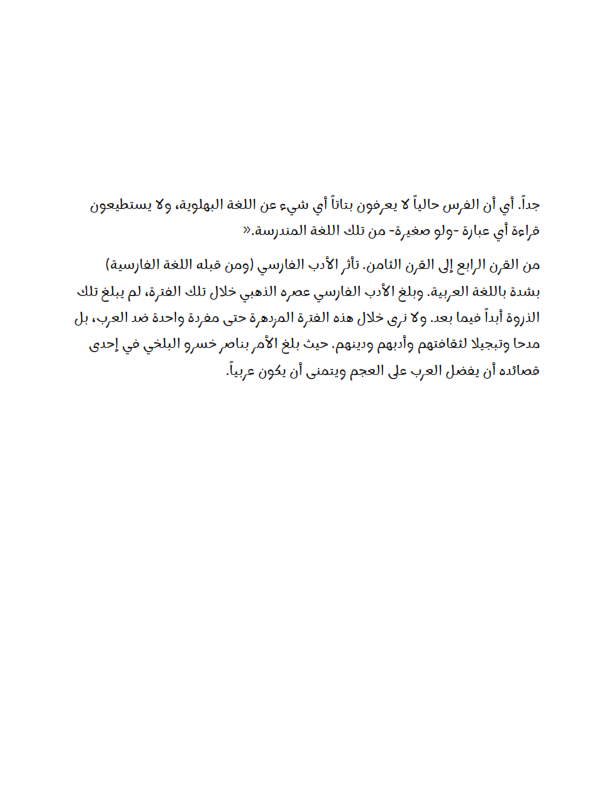 جداً. أي أن الفرس حالياً لا يعرفون بتاتاً أي شيء عن اللغة البهلوية، ولا يستطيعون
قراءة أي عبارة -ولو صغيرة- من تلك اللغة المندرسة.»
من القرن الرابع إلى القرن الثامن. تأثر الأدب الفارسي (ومن قبله اللغة الفارسية)
بشدة باللغة العربية. وبلغ الأدب الفارسي عصره الذهبي خلال تلك الفترة، لم يبلغ تلك
الذروة أبداً فيما بعد. ولا نرى خلال هذه الفترة المزدهرة حتى مفردة واحدة ضد العرب، بل
مدحا وتبجيلا لثقافتهم وأدبهم ودينهم. حيث بلغ الأمر بناصر خسرو البلخي في إحدى
قصائده أن يفضل العرب على العجم ويتمنى أن يكون عربياً.